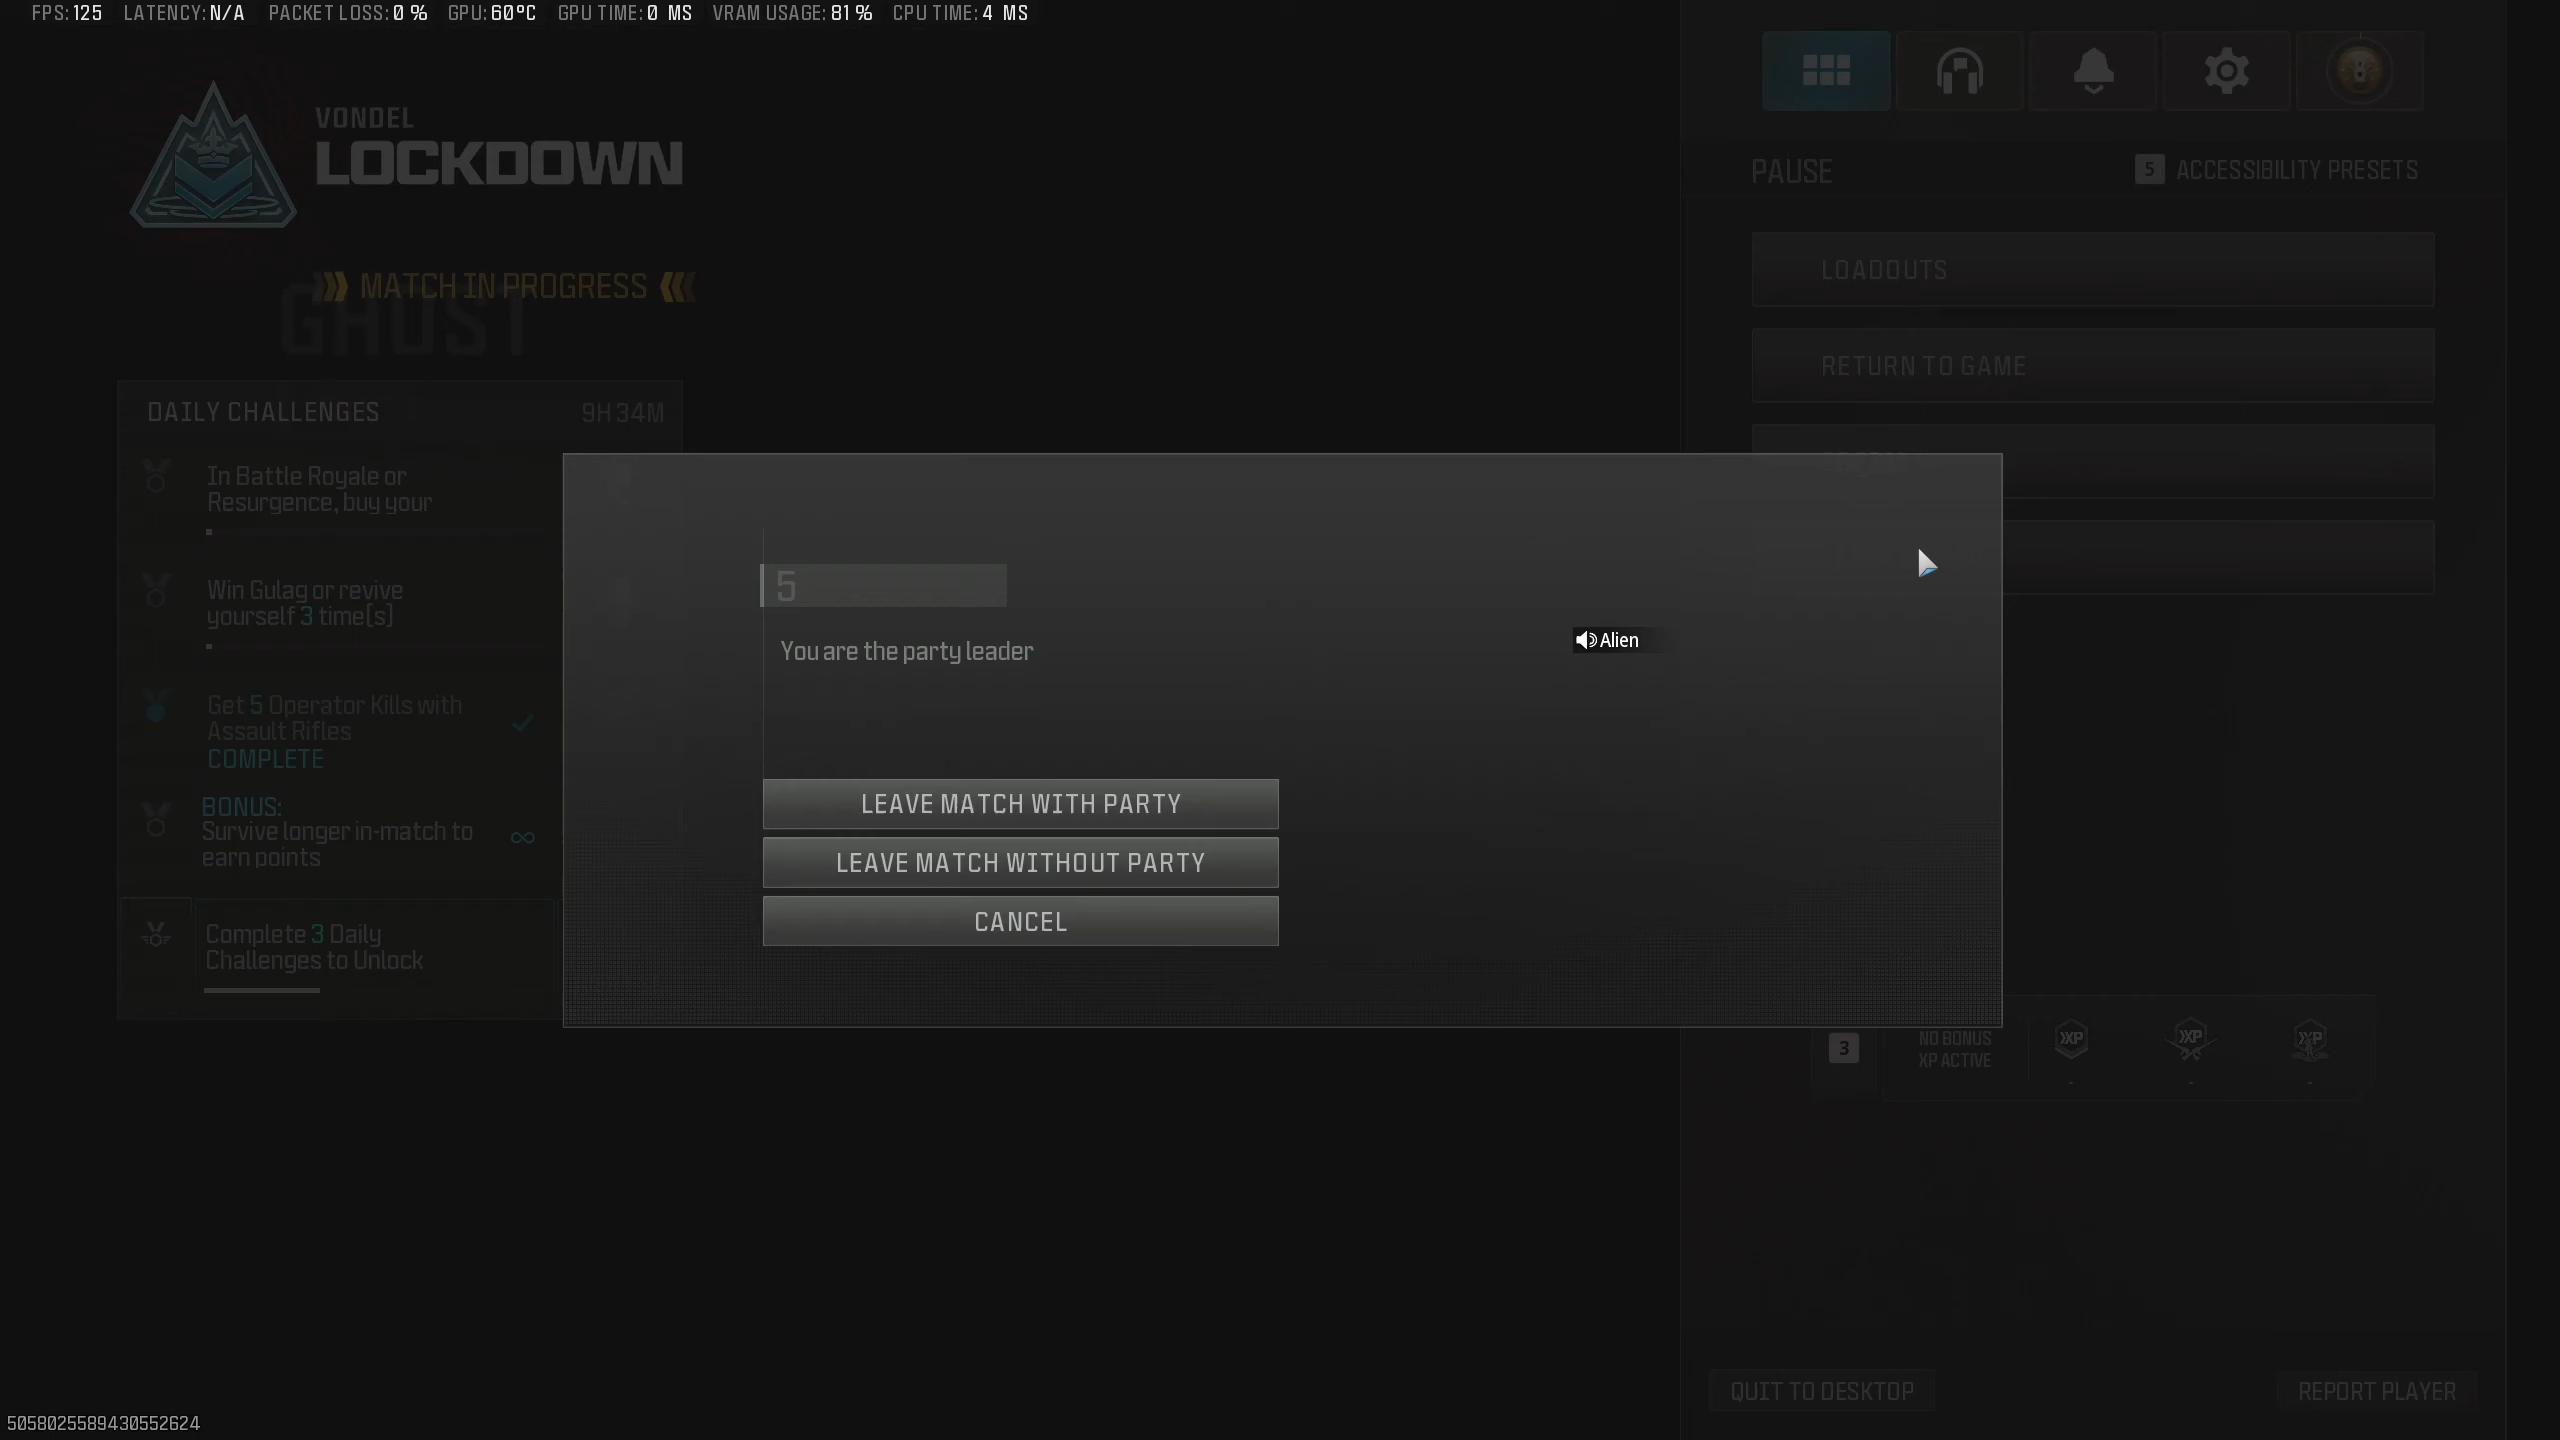 FPS: 125 LATENCY: N/A PACKET LOSS: 0 % GPU: 60°C GPU TIME: 0 MS VRAM USAGE: 81 % CPU TIME: 4 MS
VONDEL
LOCKDOWN
MATCH IN PROGRESS
GHOST
DAILY CHALLENGES 9H 34M
In Battle Royale or
Resurgence, buy your
Win Gulag or revive
yourself 3 time[s]
Get 5 Operator Kills with
Assault Rifles
COMPLETE
BONUS:
Survive longer in-match to
earn points
Complete 3 Daily
Challenges to Unlock
5
You are the party leader
Alien
LEAVE MATCH WITH PARTY
LEAVE MATCH WITHOUT PARTY
CANCEL
PAUSE
5 ACCESSIBILITY PRESETS
LOADOUTS
RETURN TO GAME
3
NO BONUS
XP ACTIVE
XP
XP
XP
QUIT TO DESKTOP
REPORT PLAYER
5058025589430552624